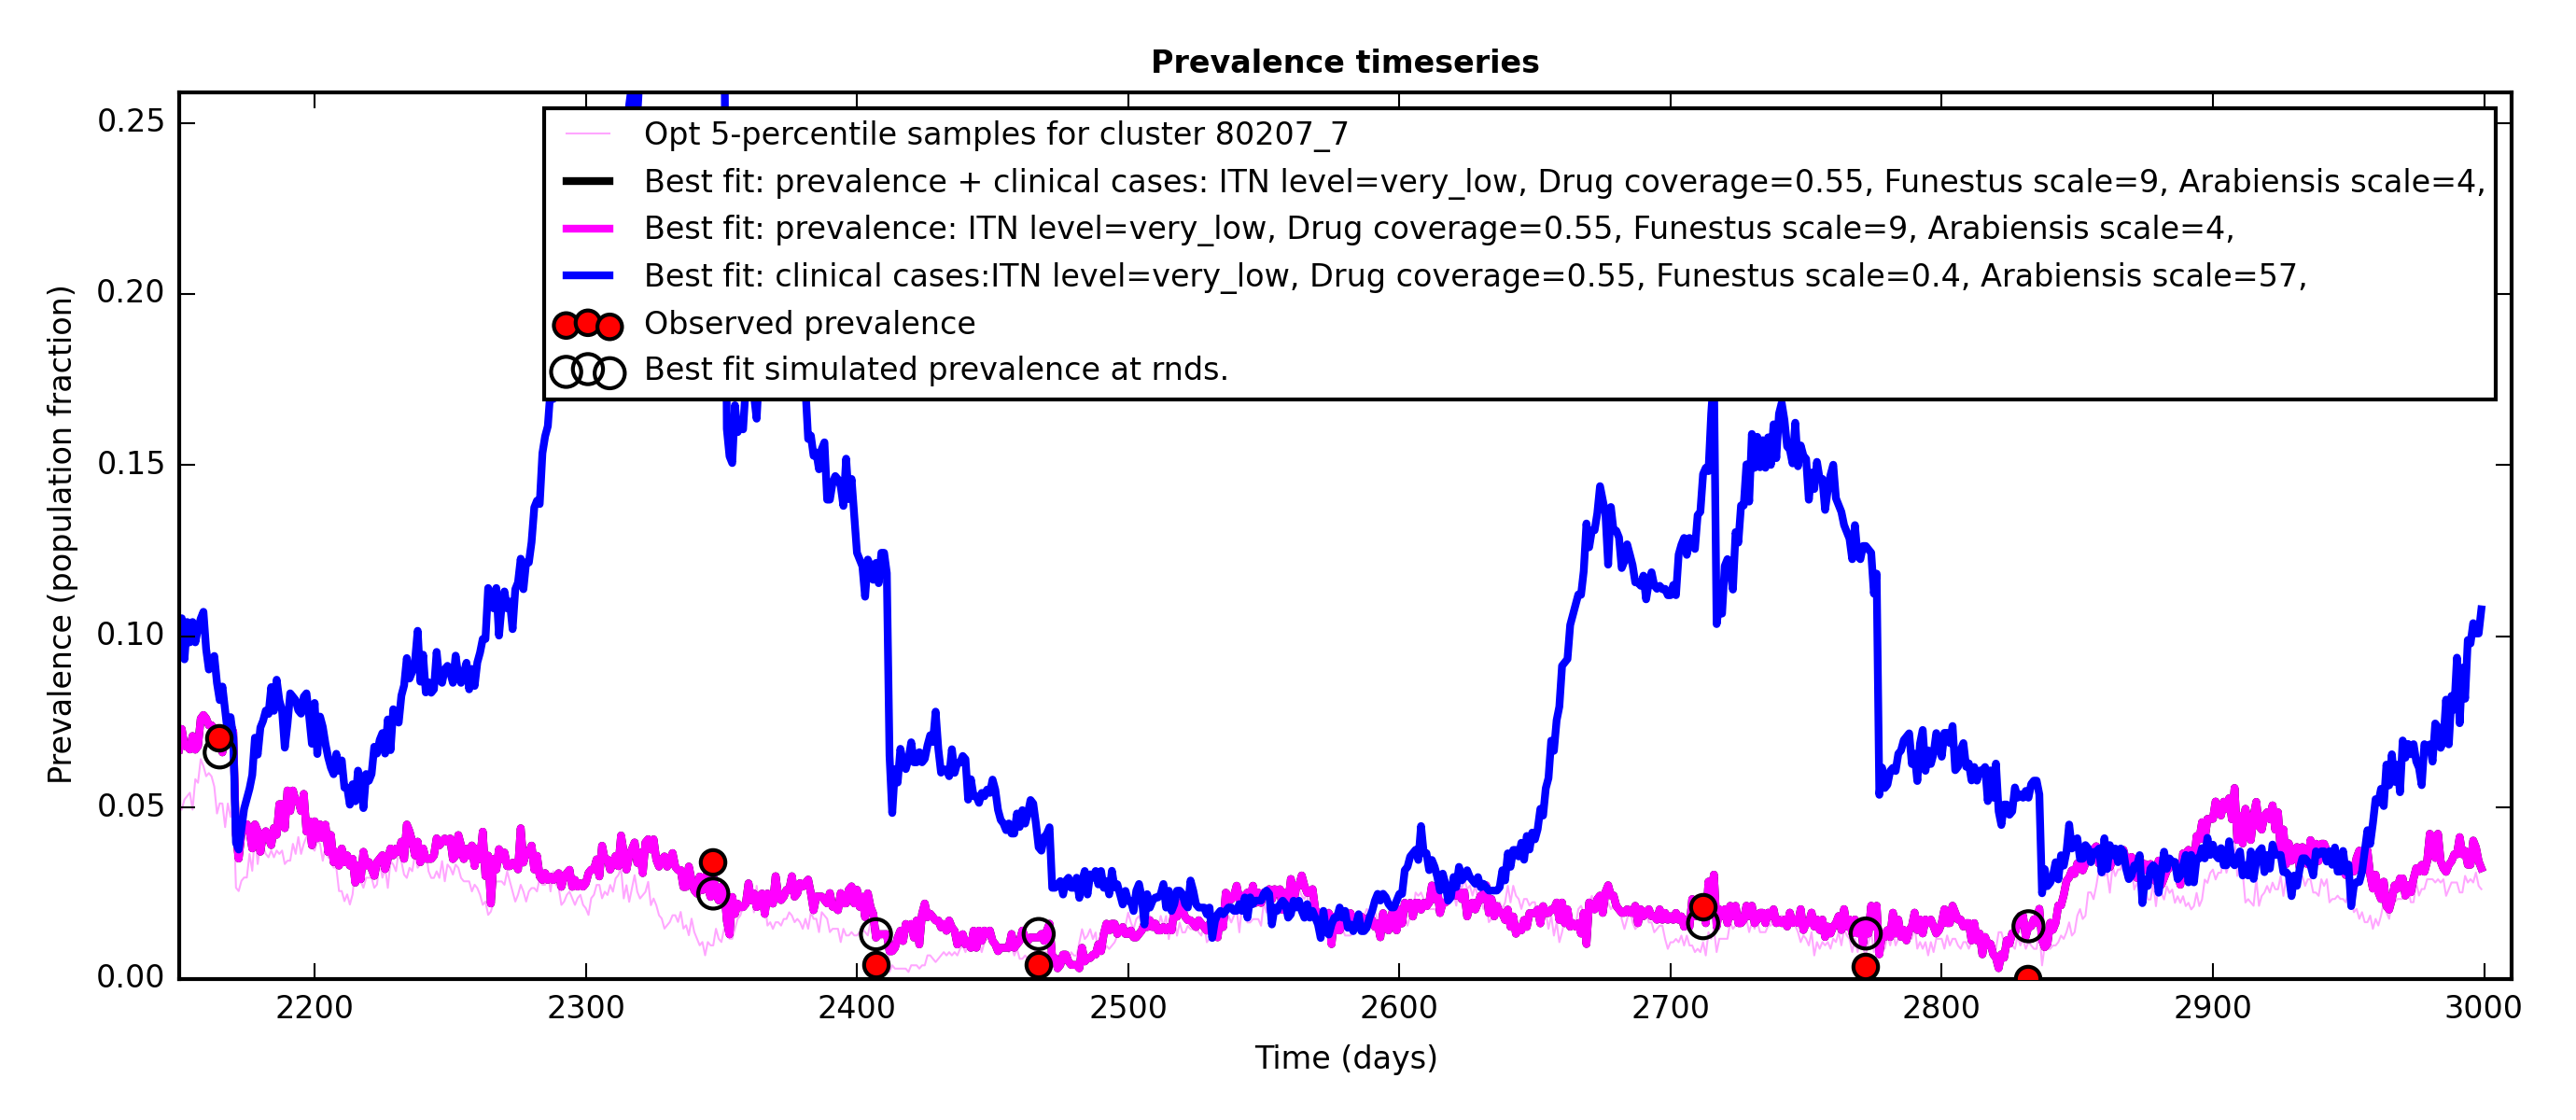 Prevalence timeseries
Opt 5-percentile samples for cluster 80207_7
Best fit: prevalence + clinical cases: ITN level=very_low, Drug coverage=0.55, Funestus scale=9, Arabiensis scale=4,
Best fit: prevalence: ITN level=very_low, Drug coverage=0.55, Funestus scale=9, Arabiensis scale=4,
Best fit: clinical cases:ITN level=very_low, Drug coverage=0.55, Funestus scale=0.4, Arabiensis scale=57,
Observed prevalence
Best fit simulated prevalence at rnds.
Prevalence (population fraction)
0.25
0.20
0.15
0.10
0.05
0.00
2200 2300 2400 2500 2600 2700 2800 2900 3000
Time (days)